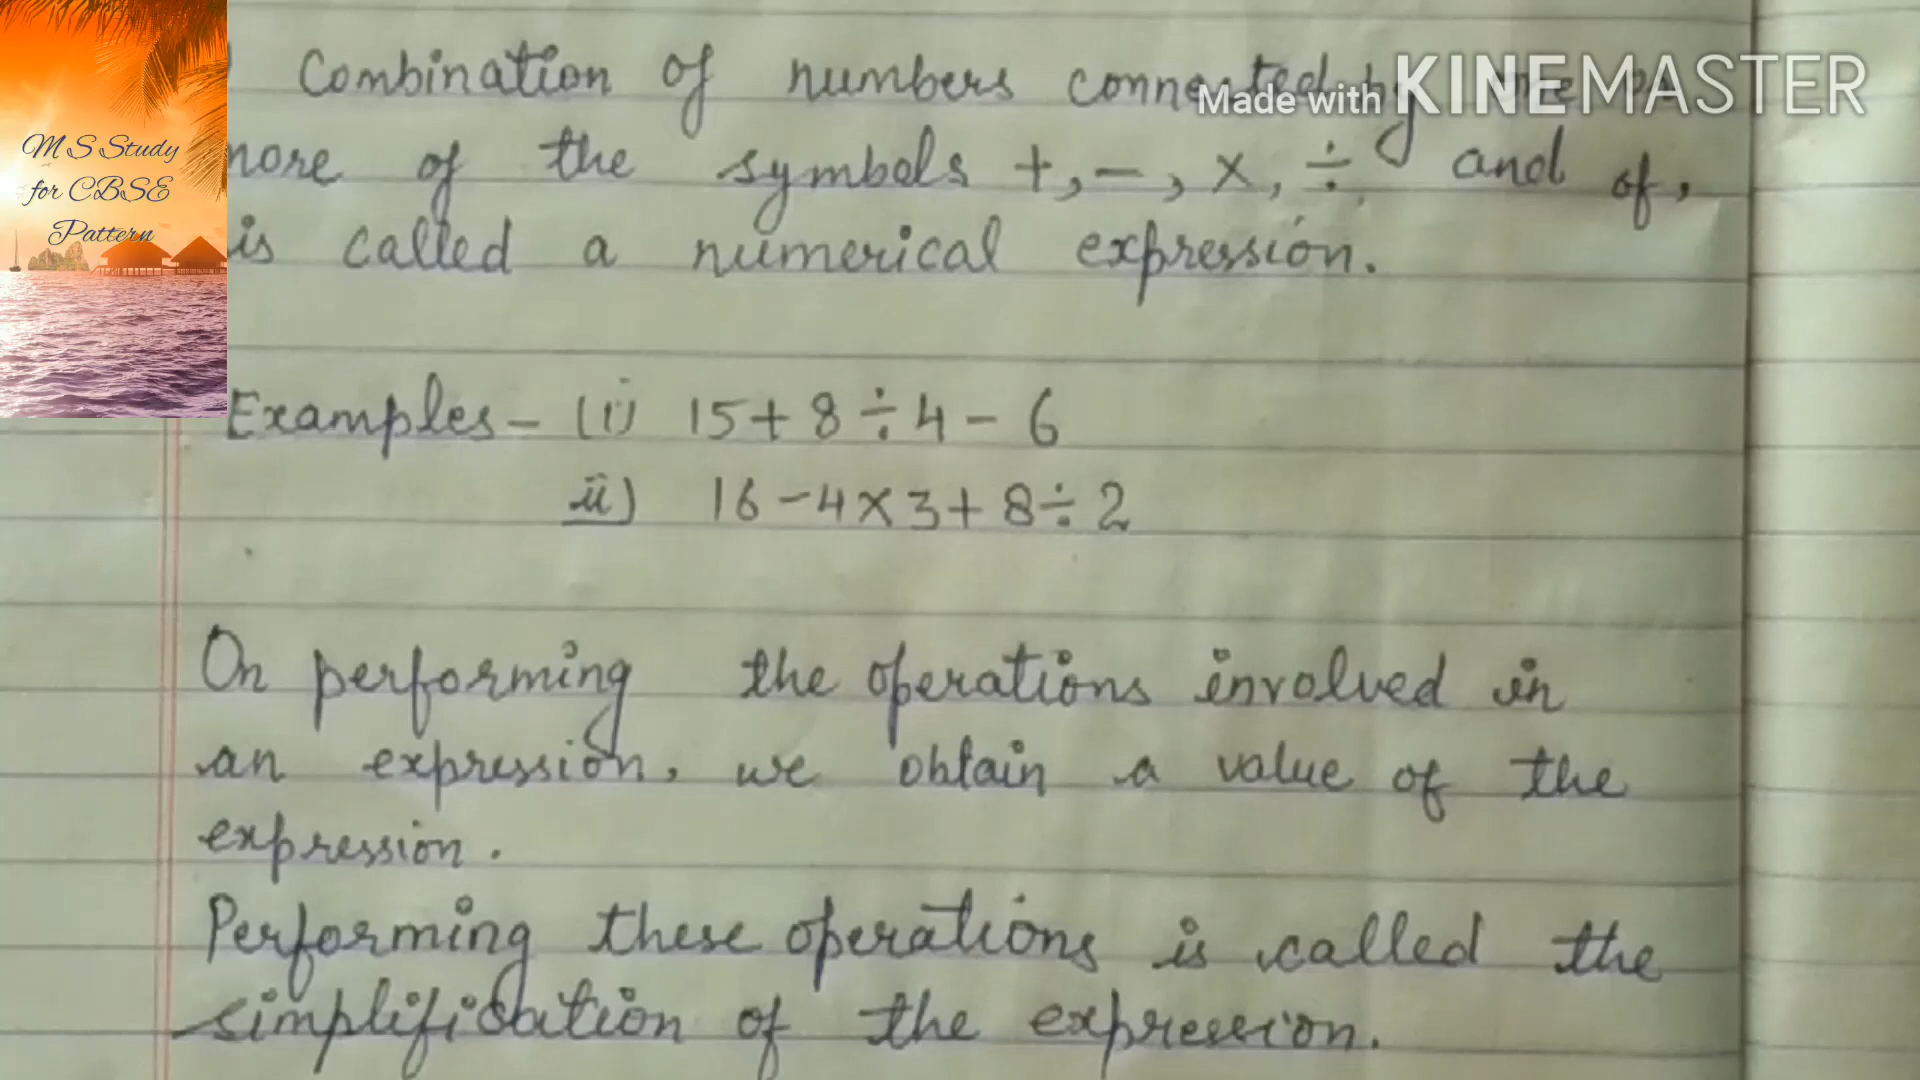 M S Study
for CBSE
Pattern
Made with KINEMASTER
Combination of numbers connected by
more of the symbols +, -, ×, ÷ and of,
is called a numerical expression.
Examples - (i) 15 + 8 ÷ 4 - 6
ii) 16 - 4 × 3 + 8 ÷ 2
On performing the operations involved in
an expression, we obtain a value of the
expression.
Performing these operations is called the
simplification of the expression.